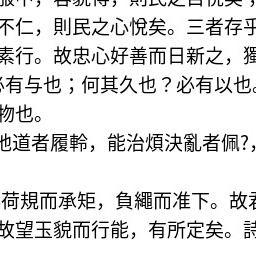 不仁，則民之心悅矣。三者存乎
素行。故忠心好善而日新之，獨
必有与也；何其久也？必有以也。
物也。
地道者履軨，能治煩決亂者佩?，
荷規而承矩，負繩而准下。故君
故望玉貌而行能，有所定矣。詩